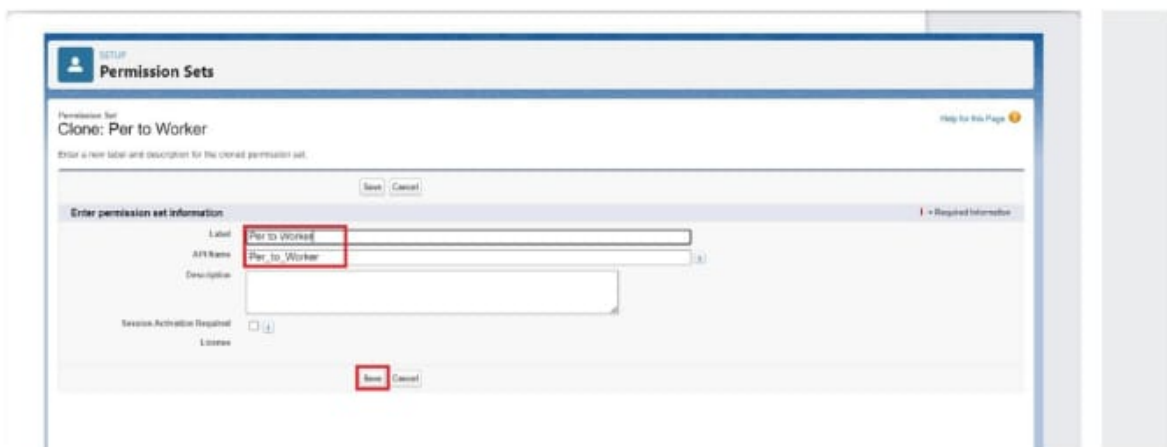 SETUP
Permission Sets
Permission Set
Clone: Per to Worker
Help for this Page
Enter a new label and description for the cloned permission set.
Save Cancel
Enter permission set information
= Required Information
Label Per to Worker
API Name Per_to_Worker
i
Description
Session Activation Required
i
License
Save Cancel